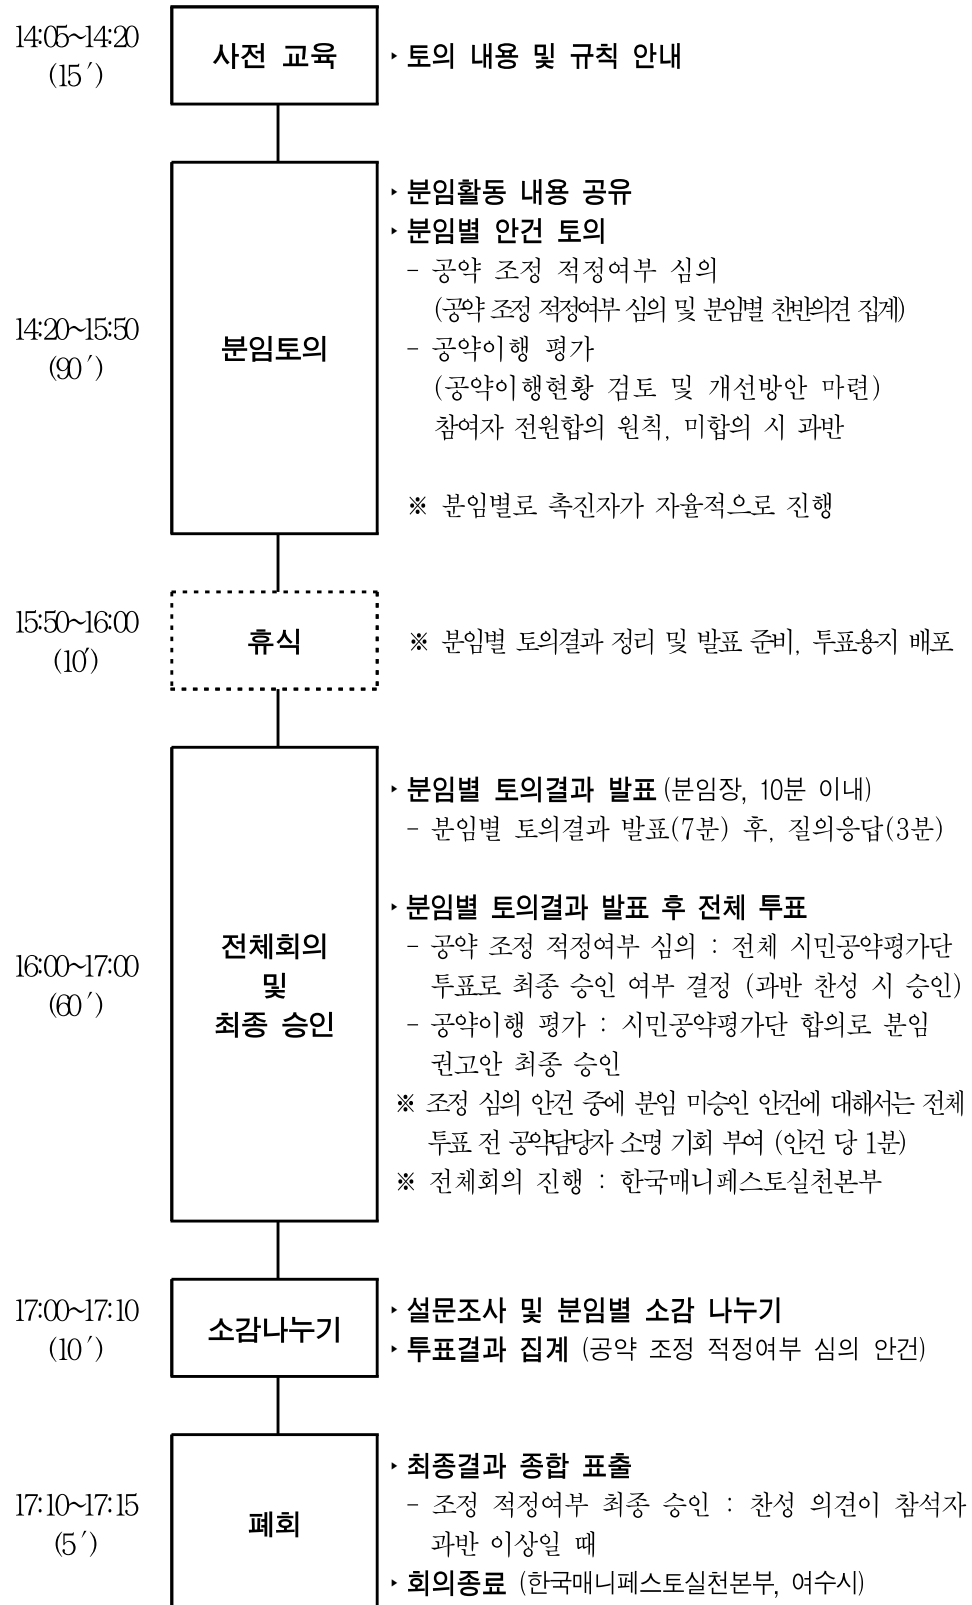 14:05~14:20
(15´)
사전 교육
‣ 토의 내용 및 규칙 안내
14:20~15:50
(90´)
분임토의
‣ 분임활동 내용 공유
‣ 분임별 안건 토의
- 공약 조정 적정여부 심의
(공약 조정 적정여부 심의 및 분임별 찬반의견 집계)
- 공약이행 평가
(공약이행현황 검토 및 개선방안 마련)
참여자 전원합의 원칙, 미합의 시 과반
※ 분임별로 촉진자가 자율적으로 진행
15:50~16:00
(10′)
휴식
※ 분임별 토의결과 정리 및 발표 준비, 투표용지 배포
16:00~17:00
(60´)
전체회의
및
최종 승인
‣ 분임별 토의결과 발표 (분임장, 10분 이내)
- 분임별 토의결과 발표(7분) 후, 질의응답(3분)
‣ 분임별 토의결과 발표 후 전체 투표
- 공약 조정 적정여부 심의 : 전체 시민공약평가단
투표로 최종 승인 여부 결정 (과반 찬성 시 승인)
- 공약이행 평가 : 시민공약평가단 합의로 분임
권고안 최종 승인
※ 조정 심의 안건 중에 분임 미승인 안건에 대해서는 전체
투표 전 공약담당자 소명 기회 부여 (안건 당 1분)
※ 전체회의 진행 : 한국매니페스토실천본부
17:00~17:10
(10´)
소감나누기
‣ 설문조사 및 분임별 소감 나누기
‣ 투표결과 집계 (공약 조정 적정여부 심의 안건)
17:10~17:15
(5´)
폐회
‣ 최종결과 종합 표출
- 조정 적정여부 최종 승인 : 찬성 의견이 참석자
과반 이상일 때
‣ 회의종료 (한국매니페스토실천본부, 여수시)